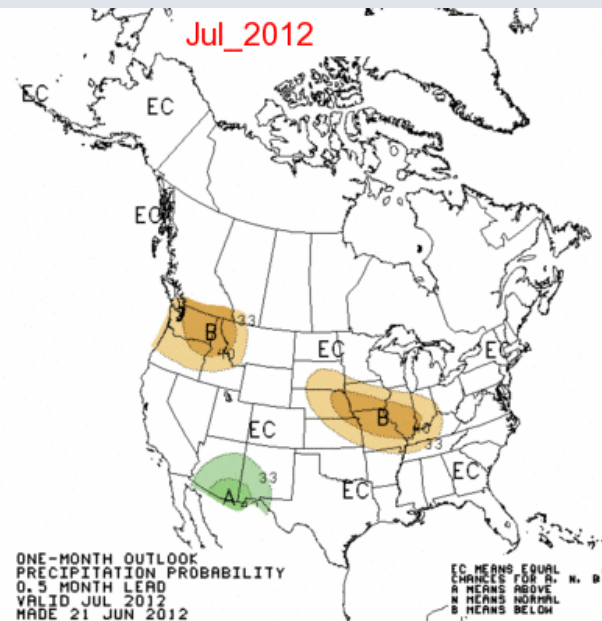 Jul_2012
EC
EC
EC
33
B
40
EC
EC
B
40
33
EC
33
EC
A
EC
ONE-MONTH OUTLOOK
PRECIPITATION PROBABILITY
0.5 MONTH LEAD
VALID JUL 2012
MADE 21 JUN 2012
EC MEANS EQUAL
CHANCES FOR A, N, B
A MEANS ABOVE
N MEANS NORMAL
B MEANS BELOW